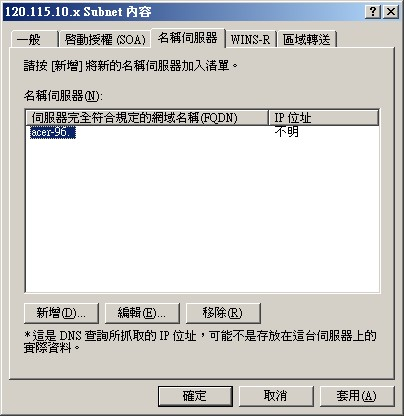 120.115.10.x Subnet 內容
一般 啓動授權 (SOA) 名稱伺服器 WINS-R 區域轉送
請按 [新增] 將新的名稱伺服器加入清單。
名稱伺服器(N):
伺服器完全符合規定的網域名稱(FQDN) IP 位址
acer-96. 不明
新增(D)... 編輯(E)... 移除(R)
*這是 DNS 查詢所抓取的 IP 位址，可能不是存放在這台伺服器上的
實際資料。
確定 取消 套用(A)